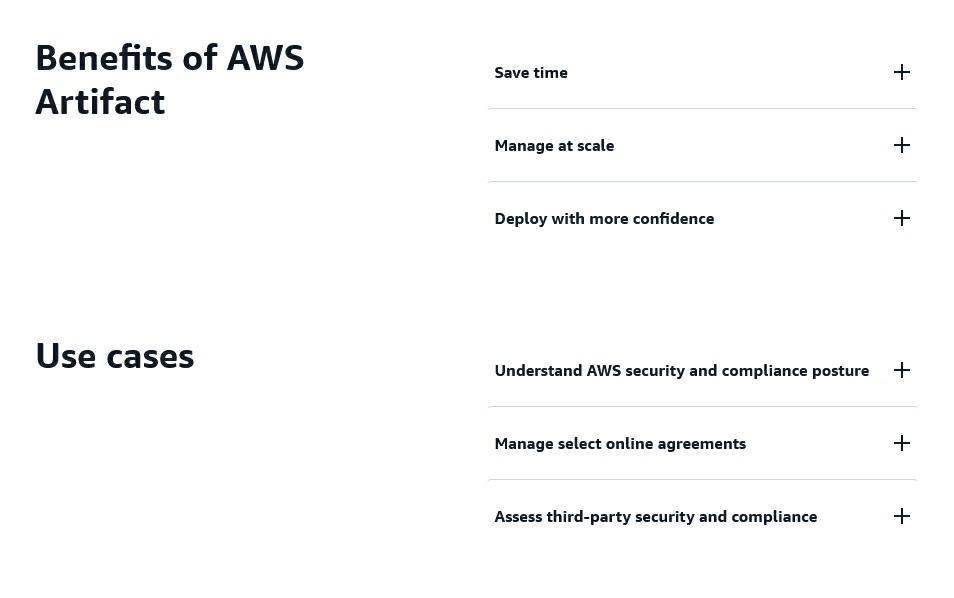 Benefits of AWS
Artifact
Save time
Manage at scale
Deploy with more confidence
Use cases
Understand AWS security and compliance posture
Manage select online agreements
Assess third-party security and compliance